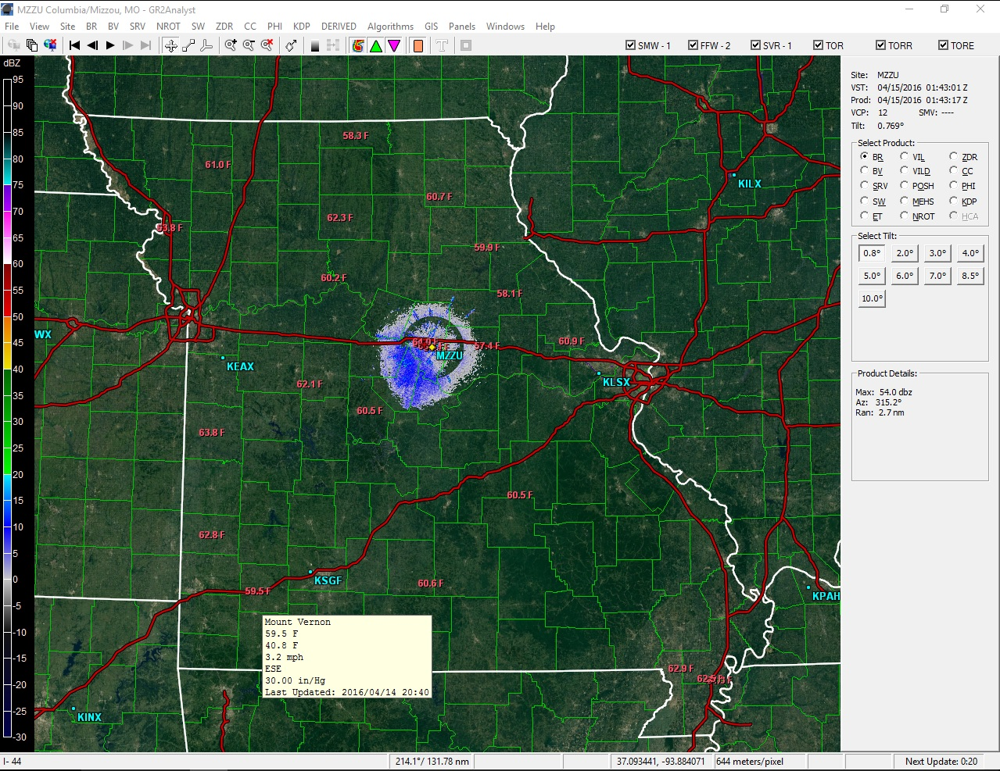 MZZU Columbia/Mizzou, MO - GR2Analyst
File View Site BR BV SRV NROT SW ZDR CC PHI KDP DERIVED Algorithms GIS Panels Windows Help
SMW - 1 FFW - 2 SVR - 1 TOR TORR TORE
dBZ
95
90
85
80
75
70
65
60
55
50
45
40
35
30
25
20
15
10
5
0
-5
-10
-15
-20
-25
-30
58.3 F
61.0 F
KILX
60.7 F
62.3 F
63.8 F
59.9 F
60.2 F
58.1 F
WX
57.4 F
60.9 F
MZZU
KEAX
KLSX
62.1 F
60.5 F
63.8 F
60.5 F
62.8 F
KSGF
60.6 F
59.5 F
KPAH
Mount Vernon
59.5 F
40.8 F
3.2 mph
ESE
30.00 in/Hg
Last Updated: 2016/04/14 20:40
62.9 F
KINX
Site: MZZU
VST: 04/15/2016 01:43:01 Z
Prod: 04/15/2016 01:43:17 Z
VCP: 12 SMV: ----
Tilt: 0.769°
Select Product:
BR VIL ZDR
BV VILD CC
SRV POSH PHI
SW MEHS KDP
ET NROT HCA
Select Tilt:
0.8° 2.0° 3.0° 4.0°
5.0° 6.0° 7.0° 8.5°
10.0°
Product Details:
Max: 54.0 dbz
Az: 315.2°
Ran: 2.7 nm
I- 44
214.1°/ 131.78 nm
37.093441, -93.884071
644 meters/pixel
Next Update: 0:20